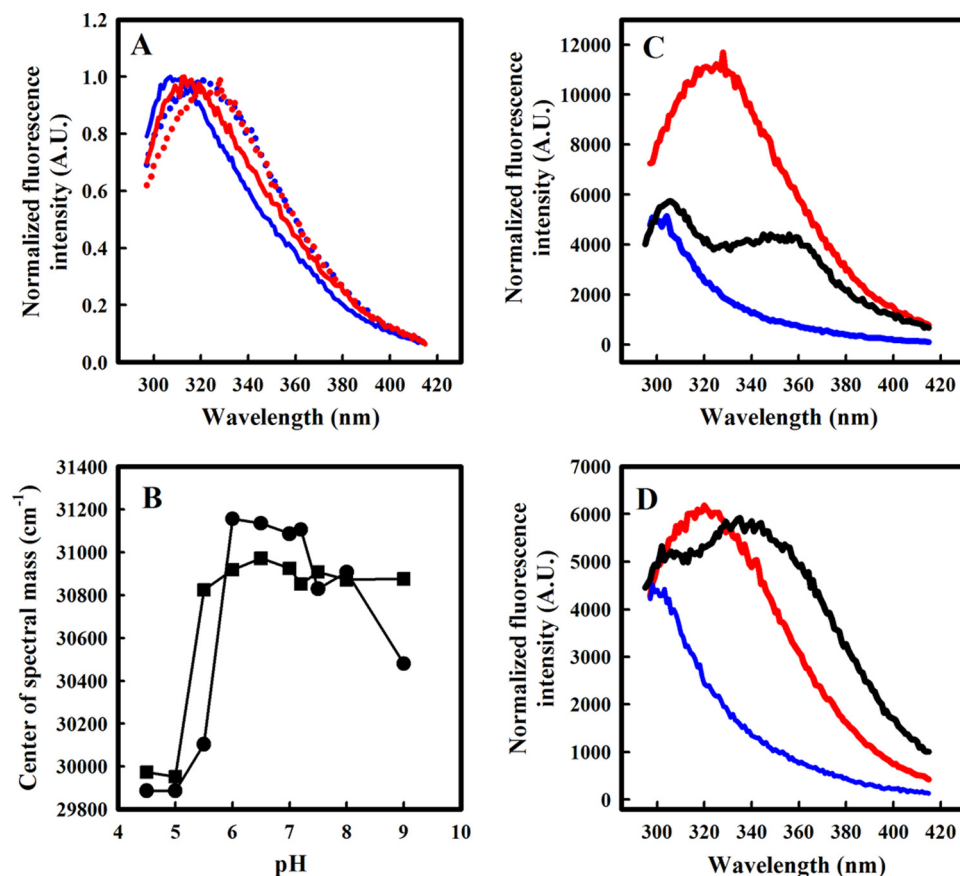 A
Normalized fluorescence
intensity (A.U.)
1.2
1.0
0.8
0.6
0.4
0.2
0.0
300 320 340 360 380 400 420
Wavelength (nm)
C
Normalized fluorescence
intensity (A.U.)
12000
10000
8000
6000
4000
2000
0
300 320 340 360 380 400 420
Wavelength (nm)
B
Center of spectral mass (cm-1)
31400
31200
31000
30800
30600
30400
30200
30000
29800
4 5 6 7 8 9 10
pH
D
Normalized fluorescence
intensity (A.U.)
7000
6000
5000
4000
3000
2000
1000
0
300 320 340 360 380 400 420
Wavelength (nm)